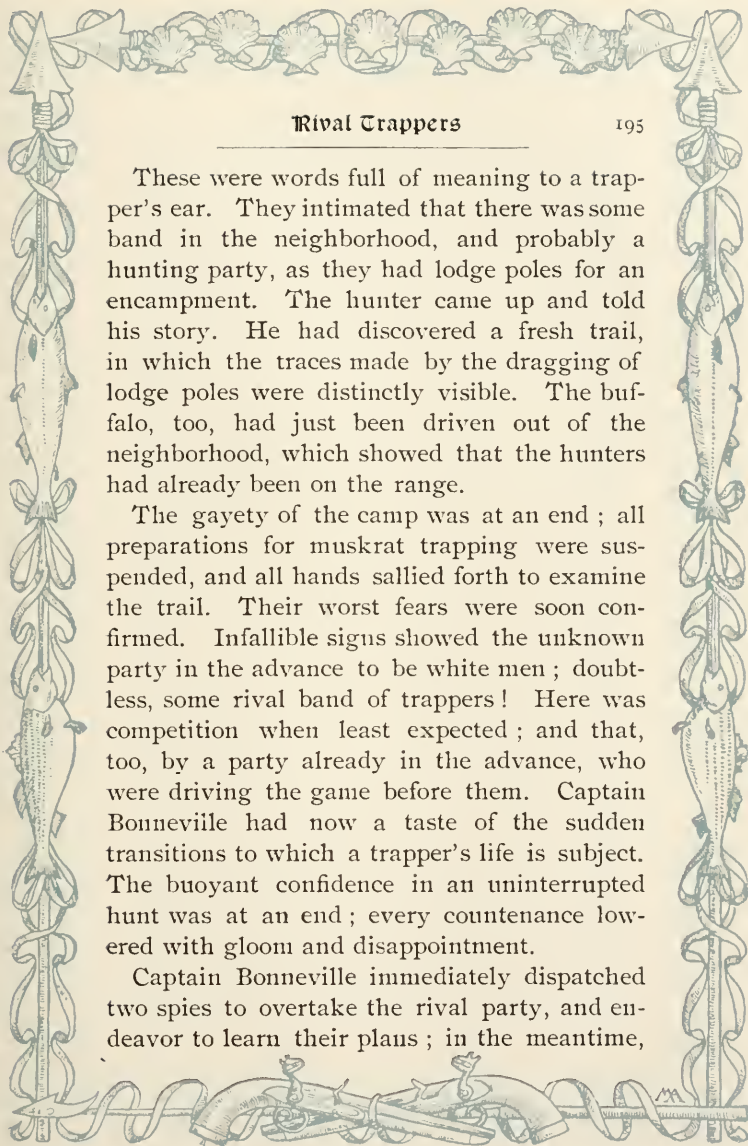 Rival Trappers 195
These were words full of meaning to a trap-
per's ear. They intimated that there was some
band in the neighborhood, and probably a
hunting party, as they had lodge poles for an
encampment. The hunter came up and told
his story. He had discovered a fresh trail,
in which the traces made by the dragging of
lodge poles were distinctly visible. The buf-
falo, too, had just been driven out of the
neighborhood, which showed that the hunters
had already been on the range.
The gayety of the camp was at an end ; all
preparations for muskrat trapping were sus-
pended, and all hands sallied forth to examine
the trail. Their worst fears were soon con-
firmed. Infallible signs showed the unknown
party in the advance to be white men ; doubt-
less, some rival band of trappers ! Here was
competition when least expected ; and that,
too, by a party already in the advance, who
were driving the game before them. Captain
Bonneviile had now a taste of the sudden
transitions to which a trapper's life is subject.
The buoyant confidence in an uninterrupted
hunt was at an end ; every countenance low-
ered with gloom and disappointment.
Captain Bonneville immediately dispatched
two spies to overtake the rival party, and en-
deavor to learn their plans ; in the meantime,
MA